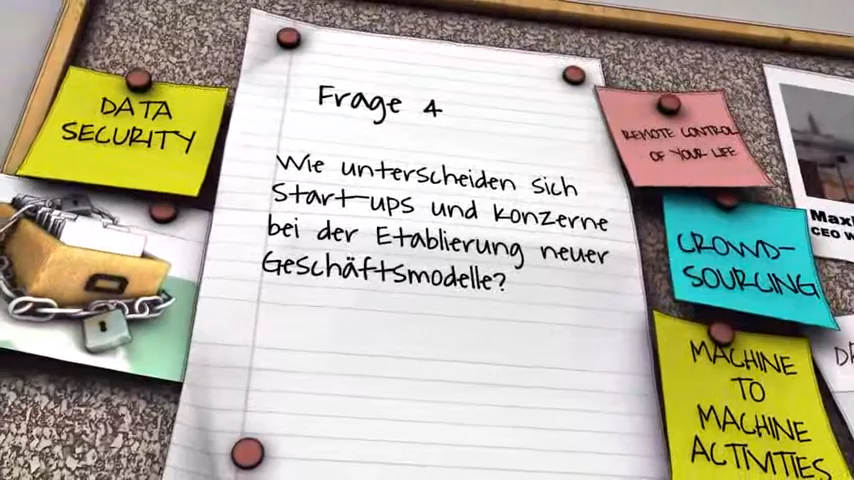 DATA
SECURITY
Frage 4
Wie unterscheiden sich
Start-ups und Konzerne
bei der Etablierung neuer
Geschäftsmodelle?
REMOTE CONTROL
OF YOUR LIFE
CROWD-
SOURCING
MACHINE
TO
MACHINE
ACTIVITIES
CEO